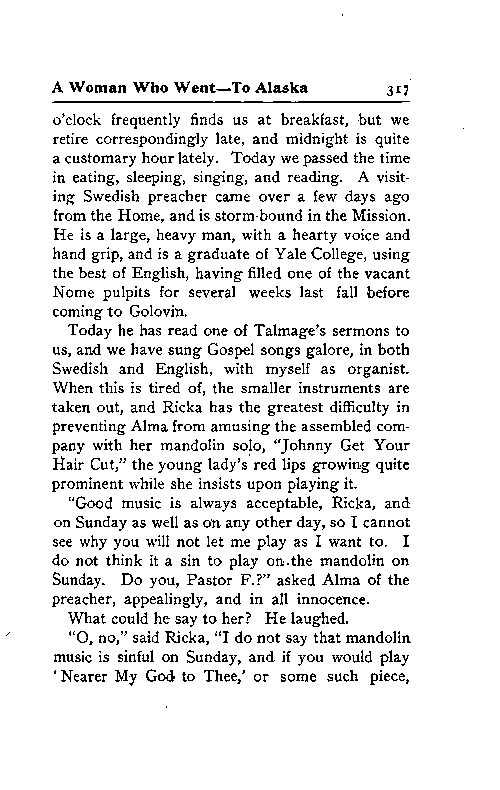 A Woman Who Went—To Alaska 317
o'clock frequently finds us at breakfast, but we
retire correspondingly late, and midnight is quite
a customary hour lately. Today we passed the time
in eating, sleeping, singing, and reading. A visit-
ing Swedish preacher came over a few days ago
from the Home, and is storm-bound in the Mission.
He is a large, heavy man, with a hearty voice and
hand grip, and is a graduate of Yale College, using
the best of English, having filled one of the vacant
Nome pulpits for several weeks last fall before
coming to Golovin.
Today he has read one of Talmage's sermons to
us, and we have sung Gospel songs galore, in both
Swedish and English, with myself as organist.
When this is tired of, the smaller instruments are
taken out, and Ricka has the greatest difficulty in
preventing Alma from amusing the assembled com-
pany with her mandolin solo, "Johnny Get Your
Hair Cut," the young lady's red lips growing quite
prominent while she insists upon playing it.
"Good music is always acceptable, Ricka, and
on Sunday as well as on any other day, so I cannot
see why you will not let me play as I want to. I
do not think it a sin to play on the mandolin on
Sunday. Do you, Pastor F.?" asked Alma of the
preacher, appealingly, and in all innocence.
What could he say to her? He laughed.
"O, no," said Ricka, "I do not say that mandolin
music is sinful on Sunday, and if you would play
'Nearer My God to Thee,' or some such piece,